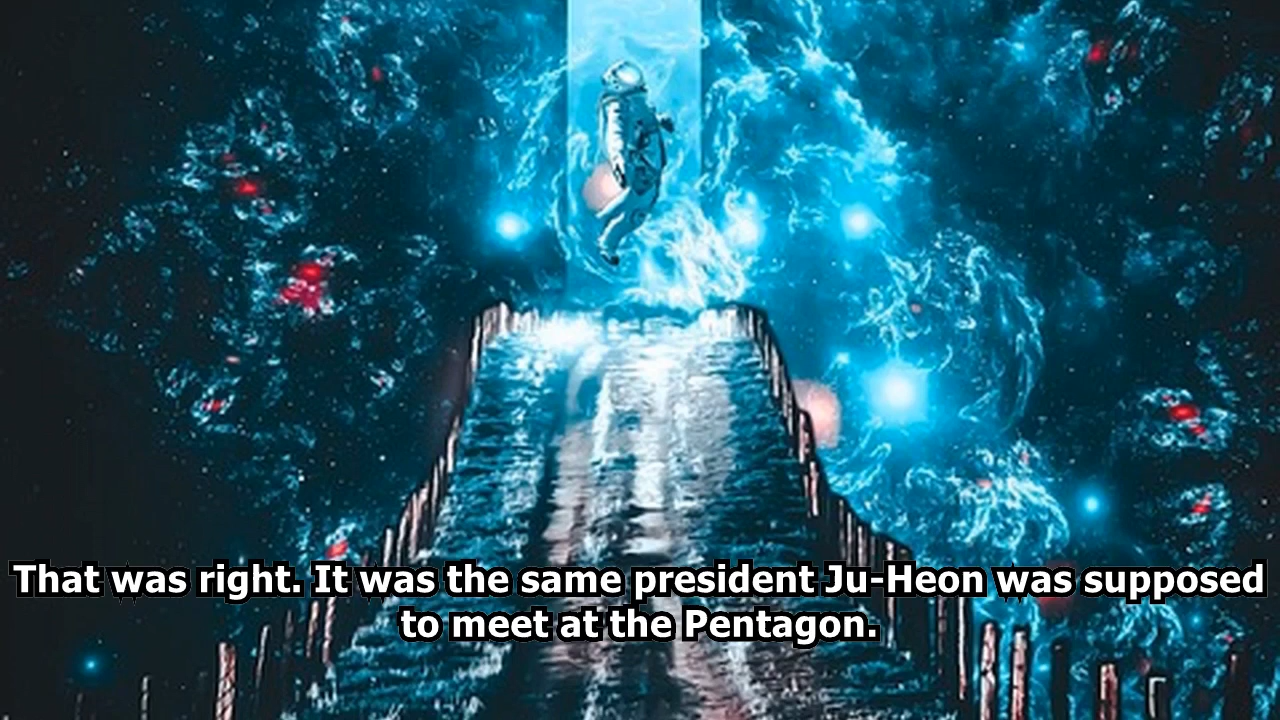 That was right. It was the same president Ju-Heon was supposed
to meet at the Pentagon.